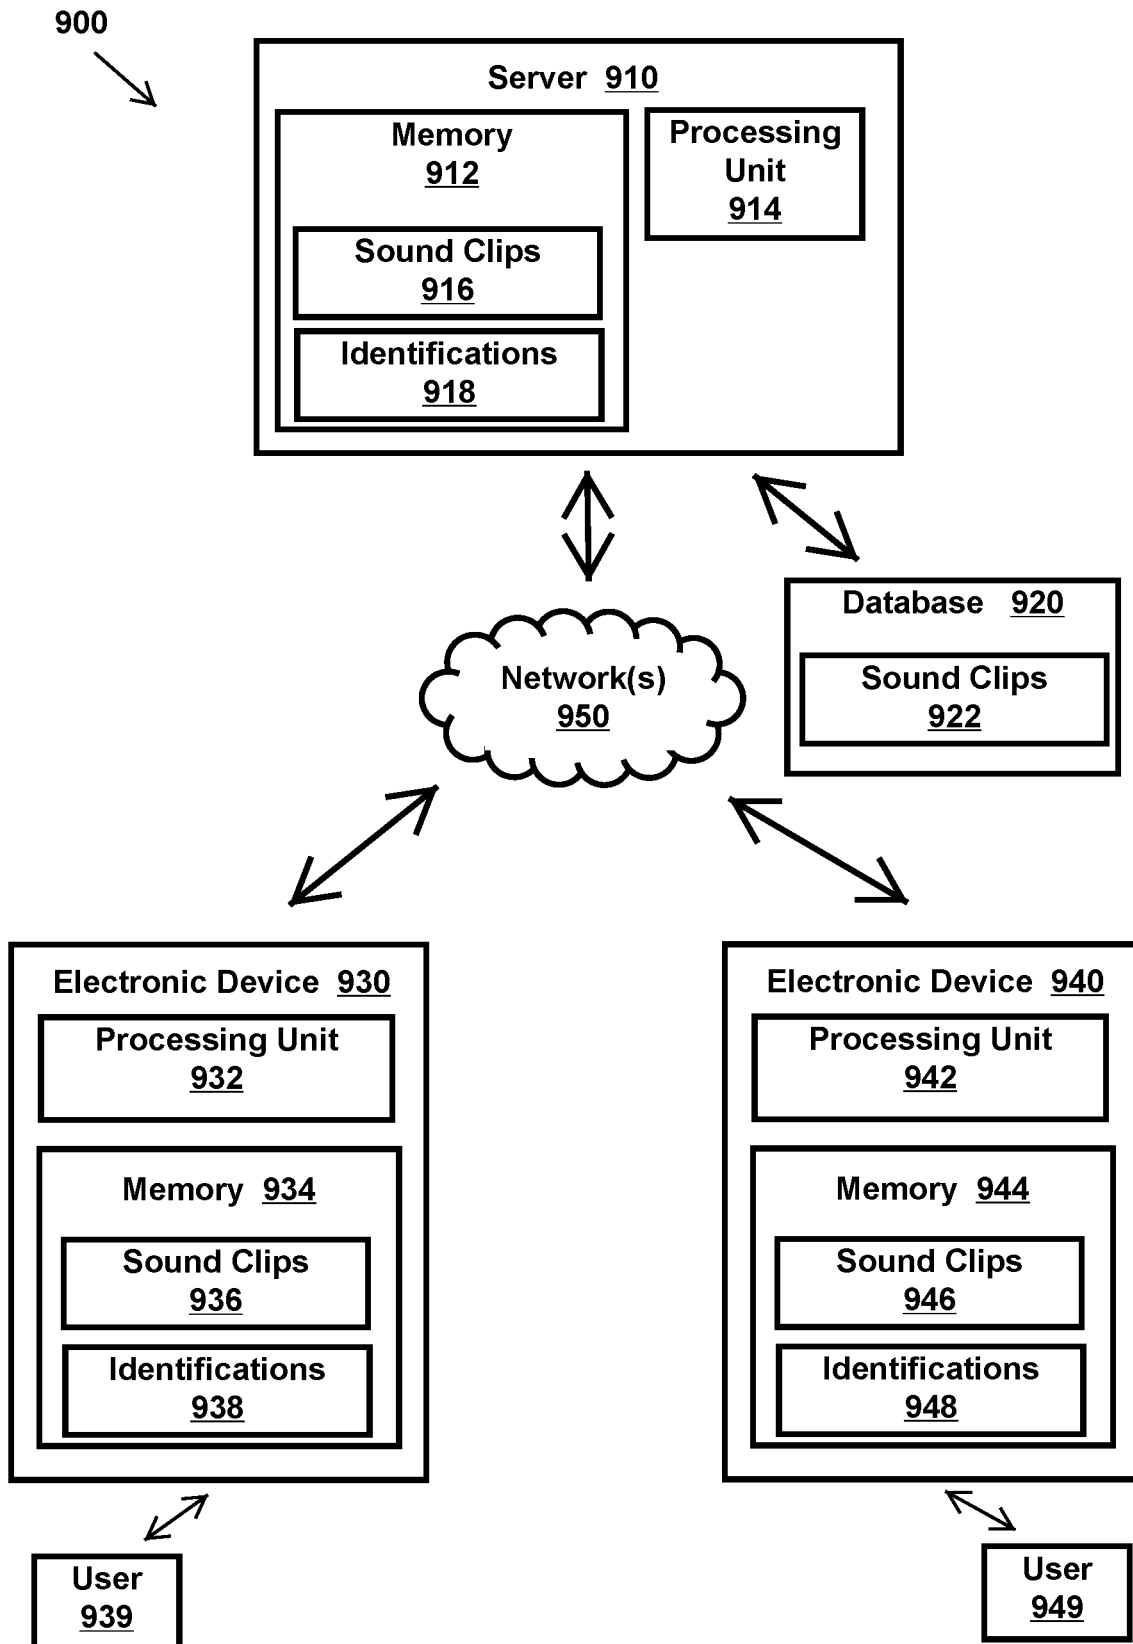 900
Server 910
Memory
912
Processing
Unit
914
Sound Clips
916
Identifications
918
Database 920
Sound Clips
922
Network(s)
950
Electronic Device 930
Processing Unit
932
Memory 934
Sound Clips
936
Identifications
938
User
939
Electronic Device 940
Processing Unit
942
Memory 944
Sound Clips
946
Identifications
948
User
949